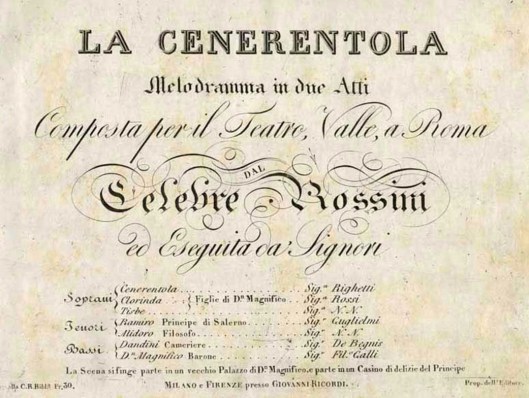 LA CENERENTOLA
Melodramma in due Atti
Composta per il Teatro, Valle, a Roma
DAL
Celebre Rossini
ed Eseguita da' Signori
Soprani
Cenerentola Sig.ª Righetti
Clorinda Figlie di D.n Magnifico Sig.ª Rossi
Tisbe Sig.ª N.N.
Tenori
Ramiro Principe di Salerno Sig.r Guglielmi
Alidoro Filosofo Sig.r N.N.
Bassi
Dandini Cameriere Sig.r De Begnis
D.n Magnifico Barone Sig.r Fil. Galli
La Scena si finge parte in un vecchio Palazzo di D.n Magnifico, e parte in un Casino di delizie del Principe
MILANO e FIRENZE presso GIOVANNI RICORDI.